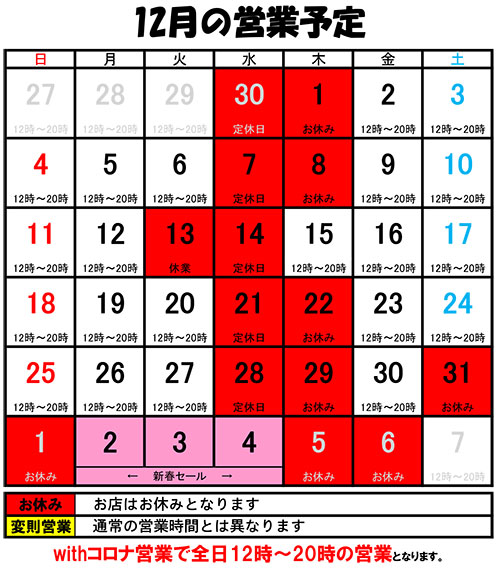 12月の営業予定
日 月 火 水 木 金 土
27 28 29 30 1 2 3
12時～20時 12時～20時 12時～20時 定休日 お休み 12時～20時 12時～20時
4 5 6 7 8 9 10
12時～20時 12時～20時 12時～20時 定休日 お休み 12時～20時 12時～20時
11 12 13 14 15 16 17
12時～20時 12時～20時 休業 定休日 12時～20時 12時～20時 12時～20時
18 19 20 21 22 23 24
12時～20時 12時～20時 12時～20時 定休日 お休み 12時～20時 12時～20時
25 26 27 28 29 30 31
12時～20時 12時～20時 12時～20時 定休日 お休み 12時～20時 お休み
1 2 3 4 5 6 7
お休み ← 新春セール → お休み お休み 12時～20時
お休み お店はお休みとなります
変則営業 通常の営業時間とは異なります
withコロナ営業で全日12時～20時の営業となります。